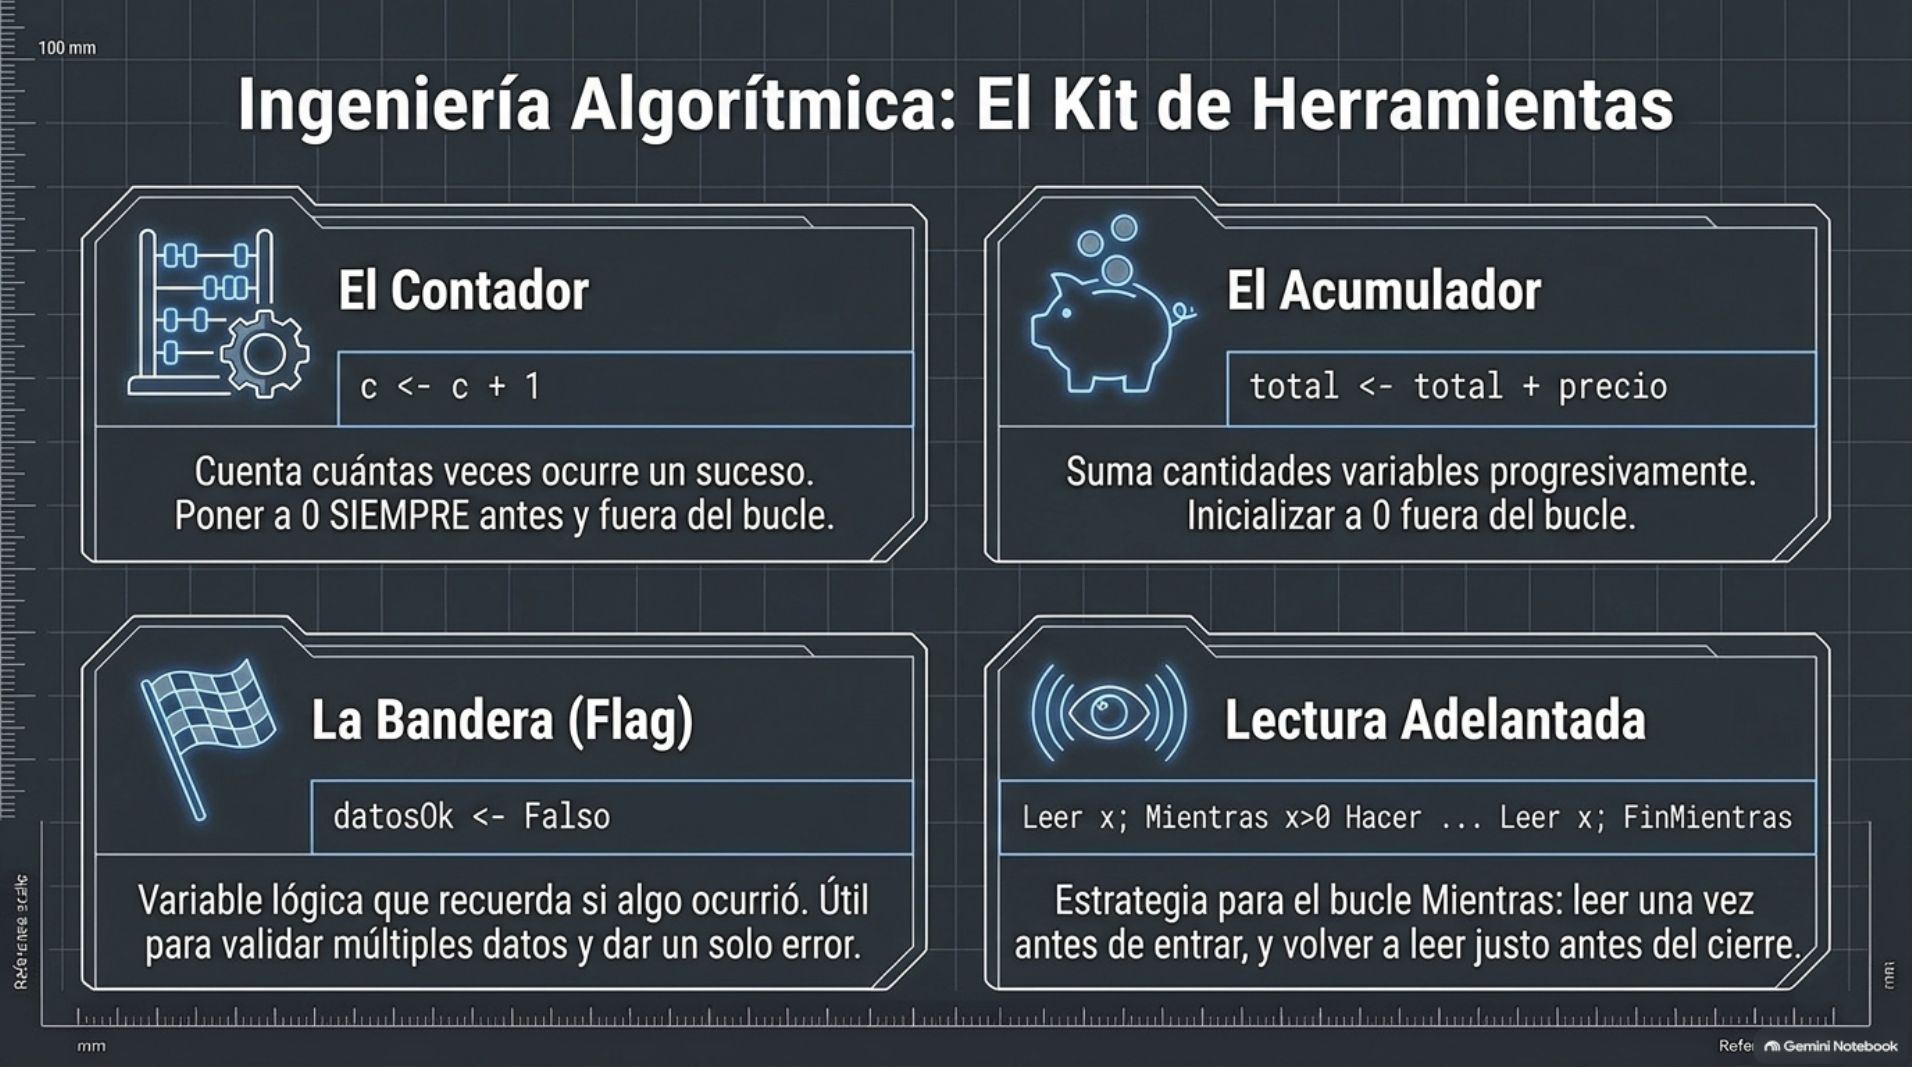 100 mm
Ingeniería Algorítmica: El Kit de Herramientas
El Contador
c <- c + 1
Cuenta cuántas veces ocurre un suceso.
Poner a 0 SIEMPRE antes y fuera del bucle.
El Acumulador
total <- total + precio
Suma cantidades variables progresivamente.
Inicializar a 0 fuera del bucle.
La Bandera (Flag)
datosOk <- Falso
Variable lógica que recuerda si algo ocurrió. Útil
para validar múltiples datos y dar un solo error.
Lectura Adelantada
Leer x; Mientras x>0 Hacer ... Leer x; FinMientras
Estrategia para el bucle Mientras: leer una vez
antes de entrar, y volver a leer justo antes del cierre.
mm
mm
Gemini Notebook